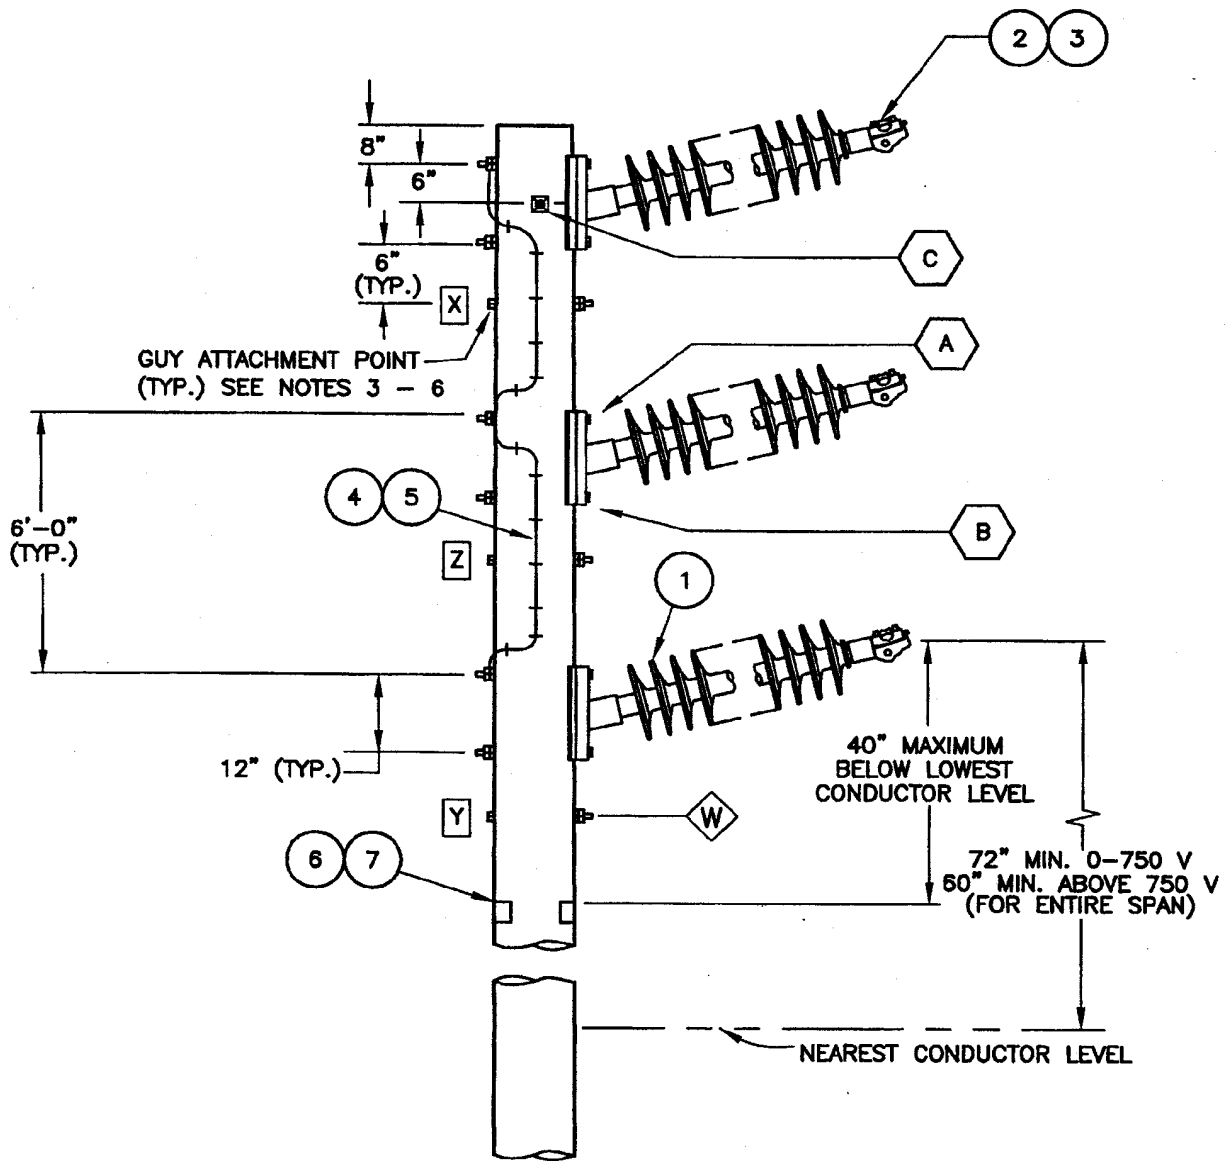 2 3
8"
6"
C
6"
(TYP.)
X
A
GUY ATTACHMENT POINT
(TYP.) SEE NOTES 3 - 6
4 5
6'-0"
(TYP.)
B
Z
1
40" MAXIMUM
BELOW LOWEST
CONDUCTOR LEVEL
12" (TYP.)
Y
W
6 7
72" MIN. 0-750 V
60" MIN. ABOVE 750 V
(FOR ENTIRE SPAN)
NEAREST CONDUCTOR LEVEL